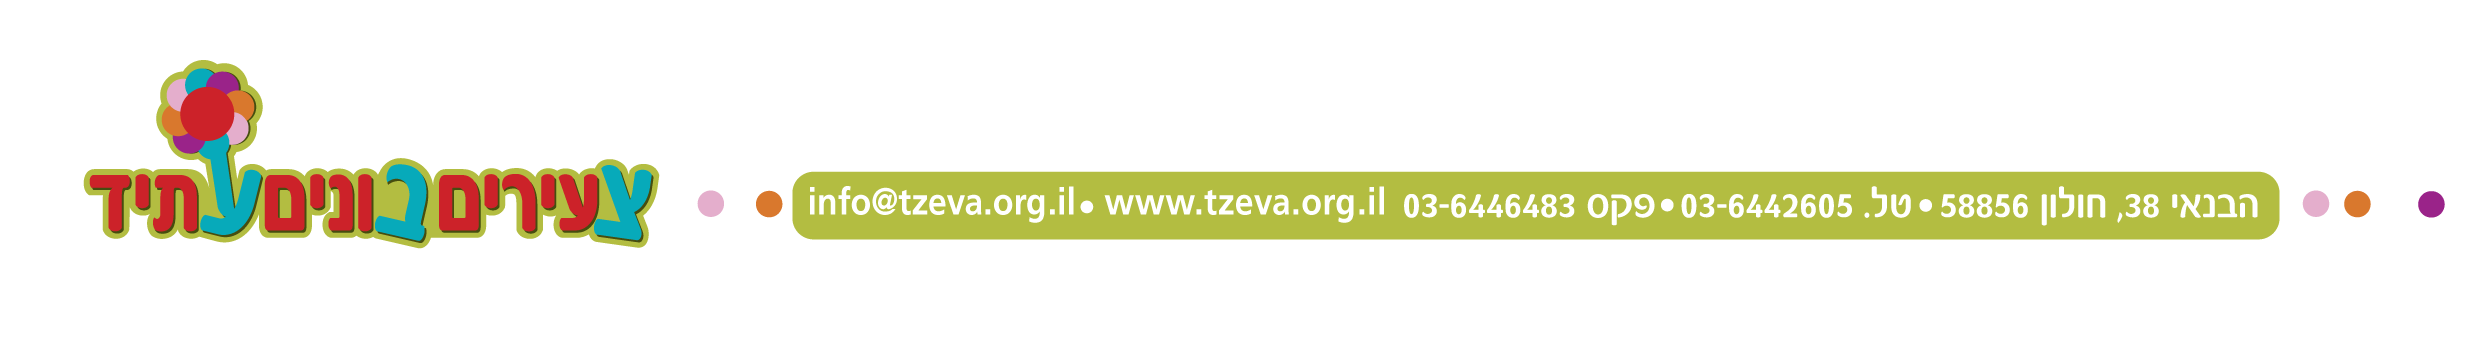 צעירים בונים עתיד
הבנאי 38, חולון 58856 • טל. 03-6442605 • פקס 03-6446483 www.tzeva.org.il • info@tzeva.org.il